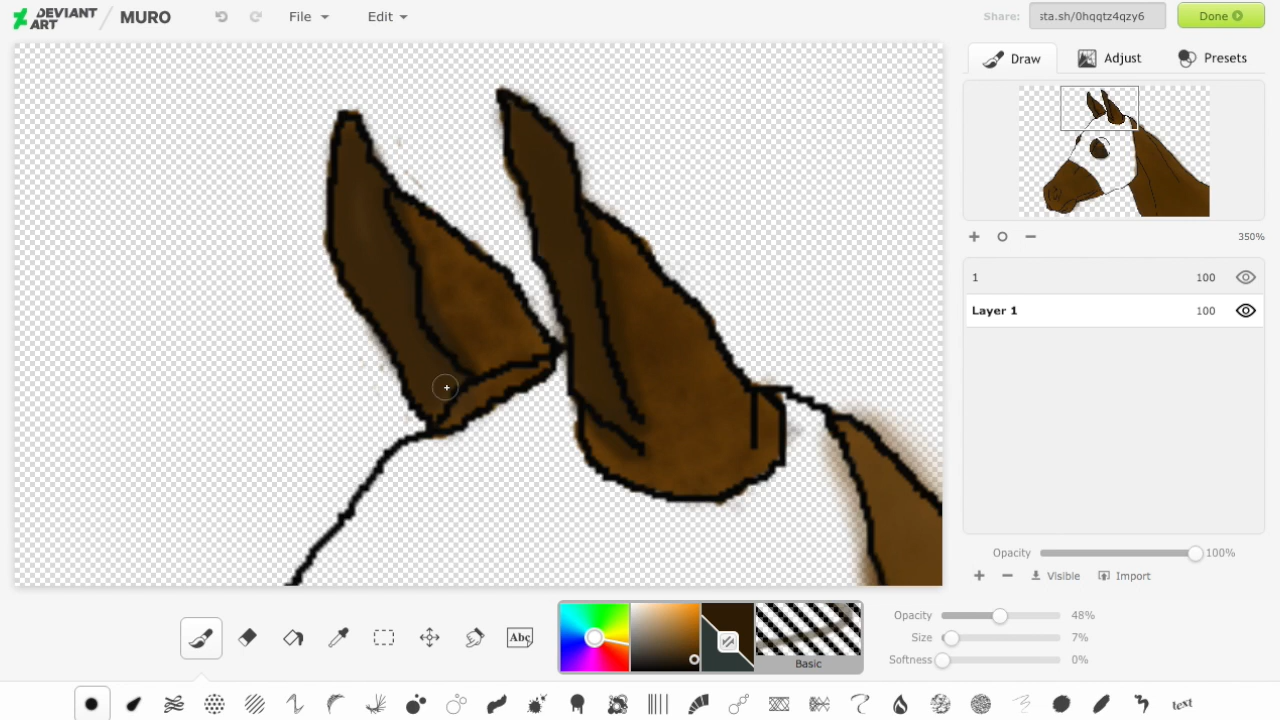 DEVIANT
ART
MURO
File
Edit
Share:
sta.sh/0hqqtz4qzy6
Done
Draw
Adjust
Presets
350%
1
100
Layer 1
100
Opacity
100%
Visible
Import
Abc
Basic
Opacity
48%
Size
7%
Softness
0%
text